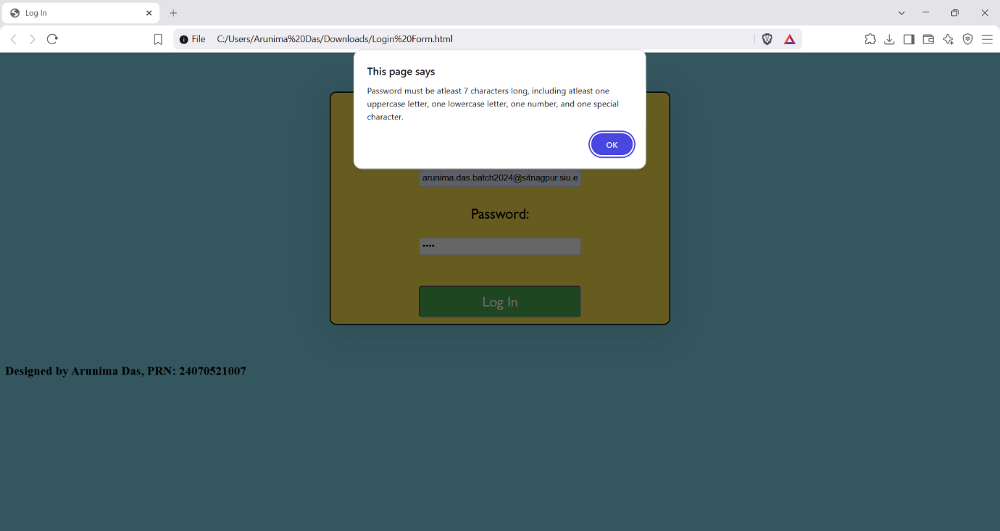 Log In
File C:/Users/Arunima%20Das/Downloads/Login%20Form.html
This page says
Password must be atleast 7 characters long, including atleast one
uppercase letter, one lowercase letter, one number, and one special
character.
OK
arunima.das.batch2024@sitnagpur.siu.e
Password:
••••
Log In
Designed by Arunima Das, PRN: 24070521007